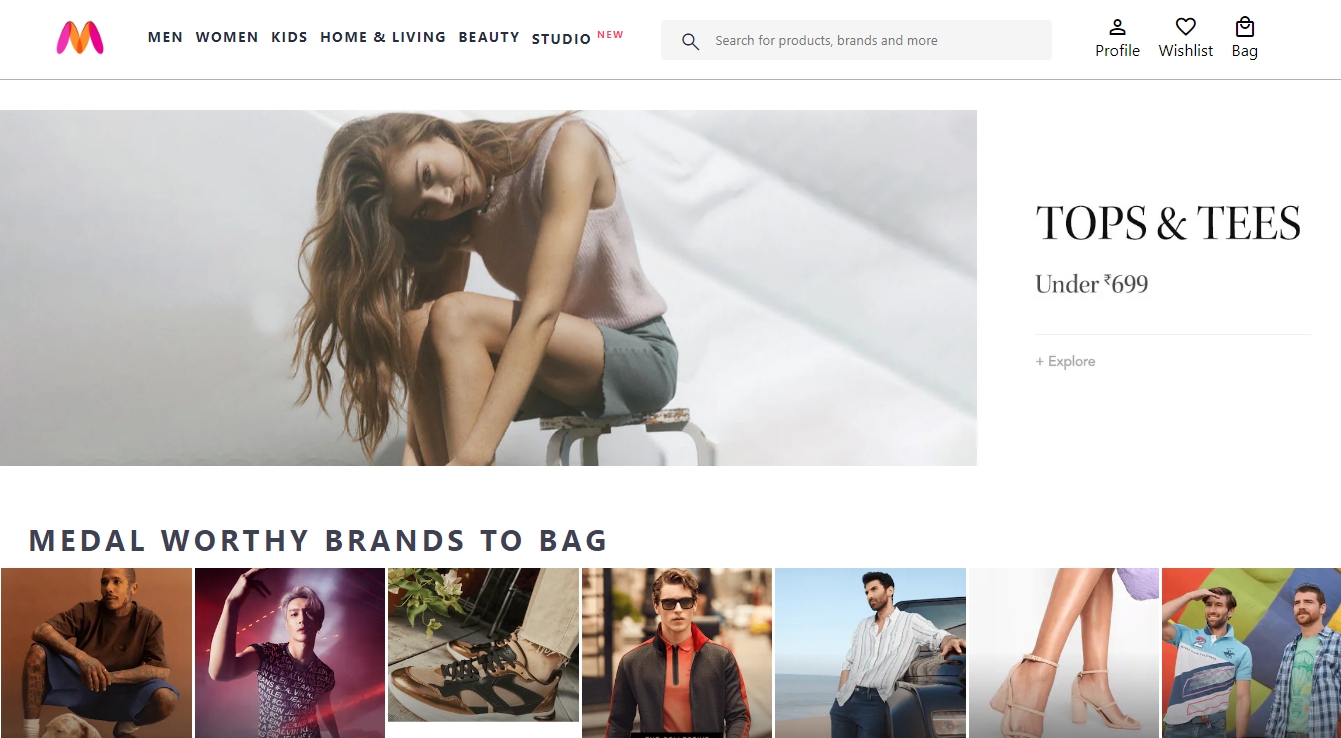 MEN WOMEN KIDS HOME & LIVING BEAUTY STUDIO NEW
Search for products, brands and more
Profile Wishlist Bag
TOPS & TEES
Under ₹699
+ Explore
MEDAL WORTHY BRANDS TO BAG